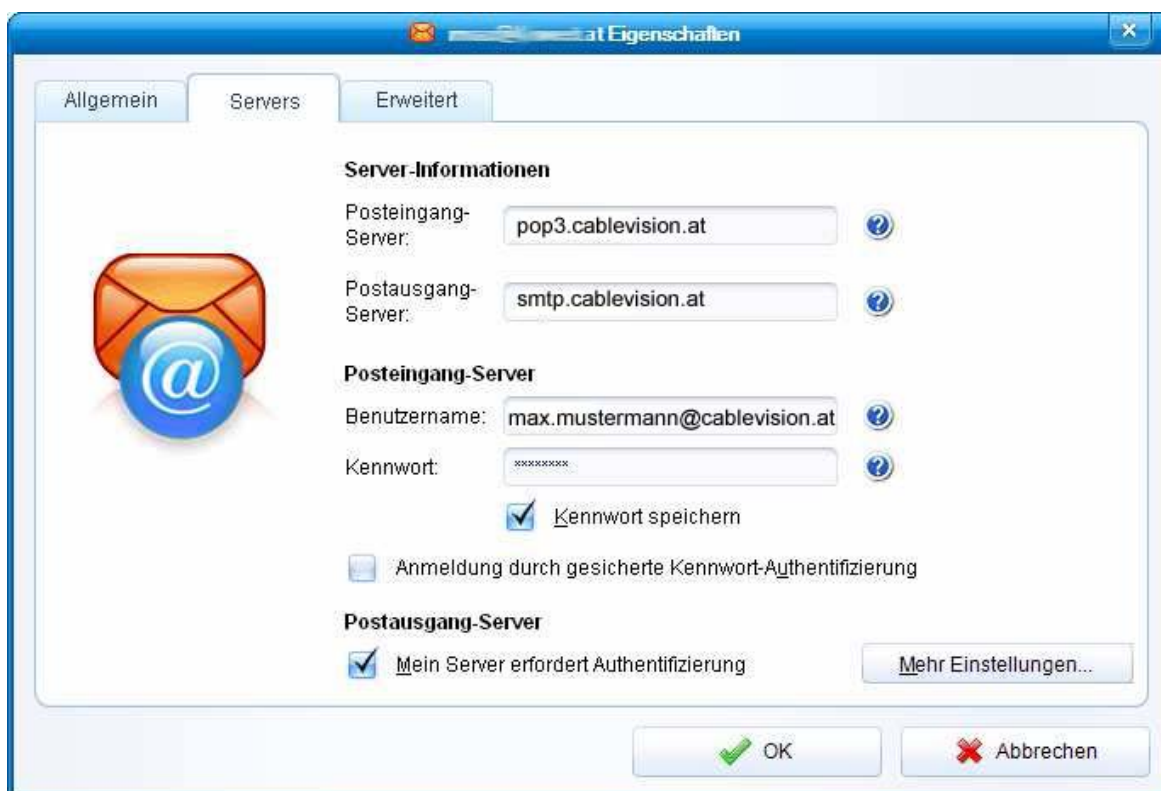 at Eigenschaften
Allgemein
Servers
Erweitert
Server-Informationen
Posteingang-
Server:
pop3.cablevision.at
Postausgang-
Server:
smtp.cablevision.at
Posteingang-Server
Benutzername:
max.mustermann@cablevision.at
Kennwort:
********
Kennwort speichern
Anmeldung durch gesicherte Kennwort-Authentifizierung
Postausgang-Server
Mein Server erfordert Authentifizierung
Mehr Einstellungen...
OK
Abbrechen